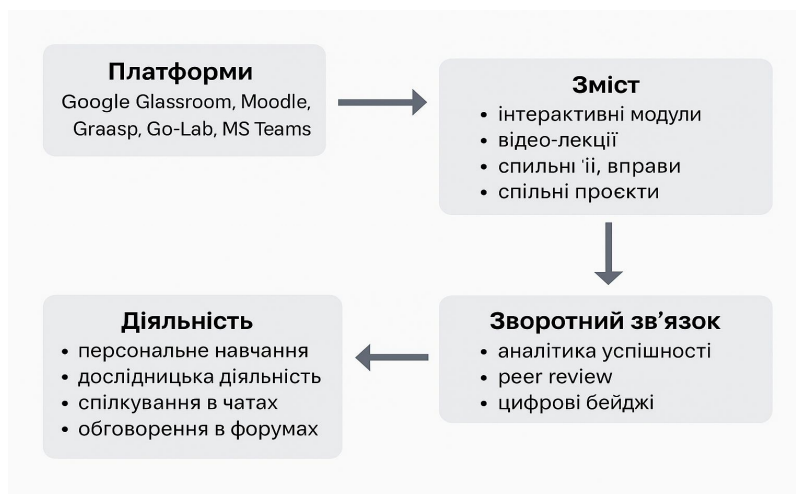 Платформи
Google Glassroom, Moodle,
Graasp, Go-Lab, MS Teams
Зміст
• інтерактивні модули
• відео-лекції
• спильні 'ії, вправи
• спільні проєкти
Зворотний зв’язок
• аналітика успішності
• peer review
• цифрові бейджі
Діяльність
• персональне навчання
• дослідницька діяльність
• спілкування в чатах
• обговорення в форумах